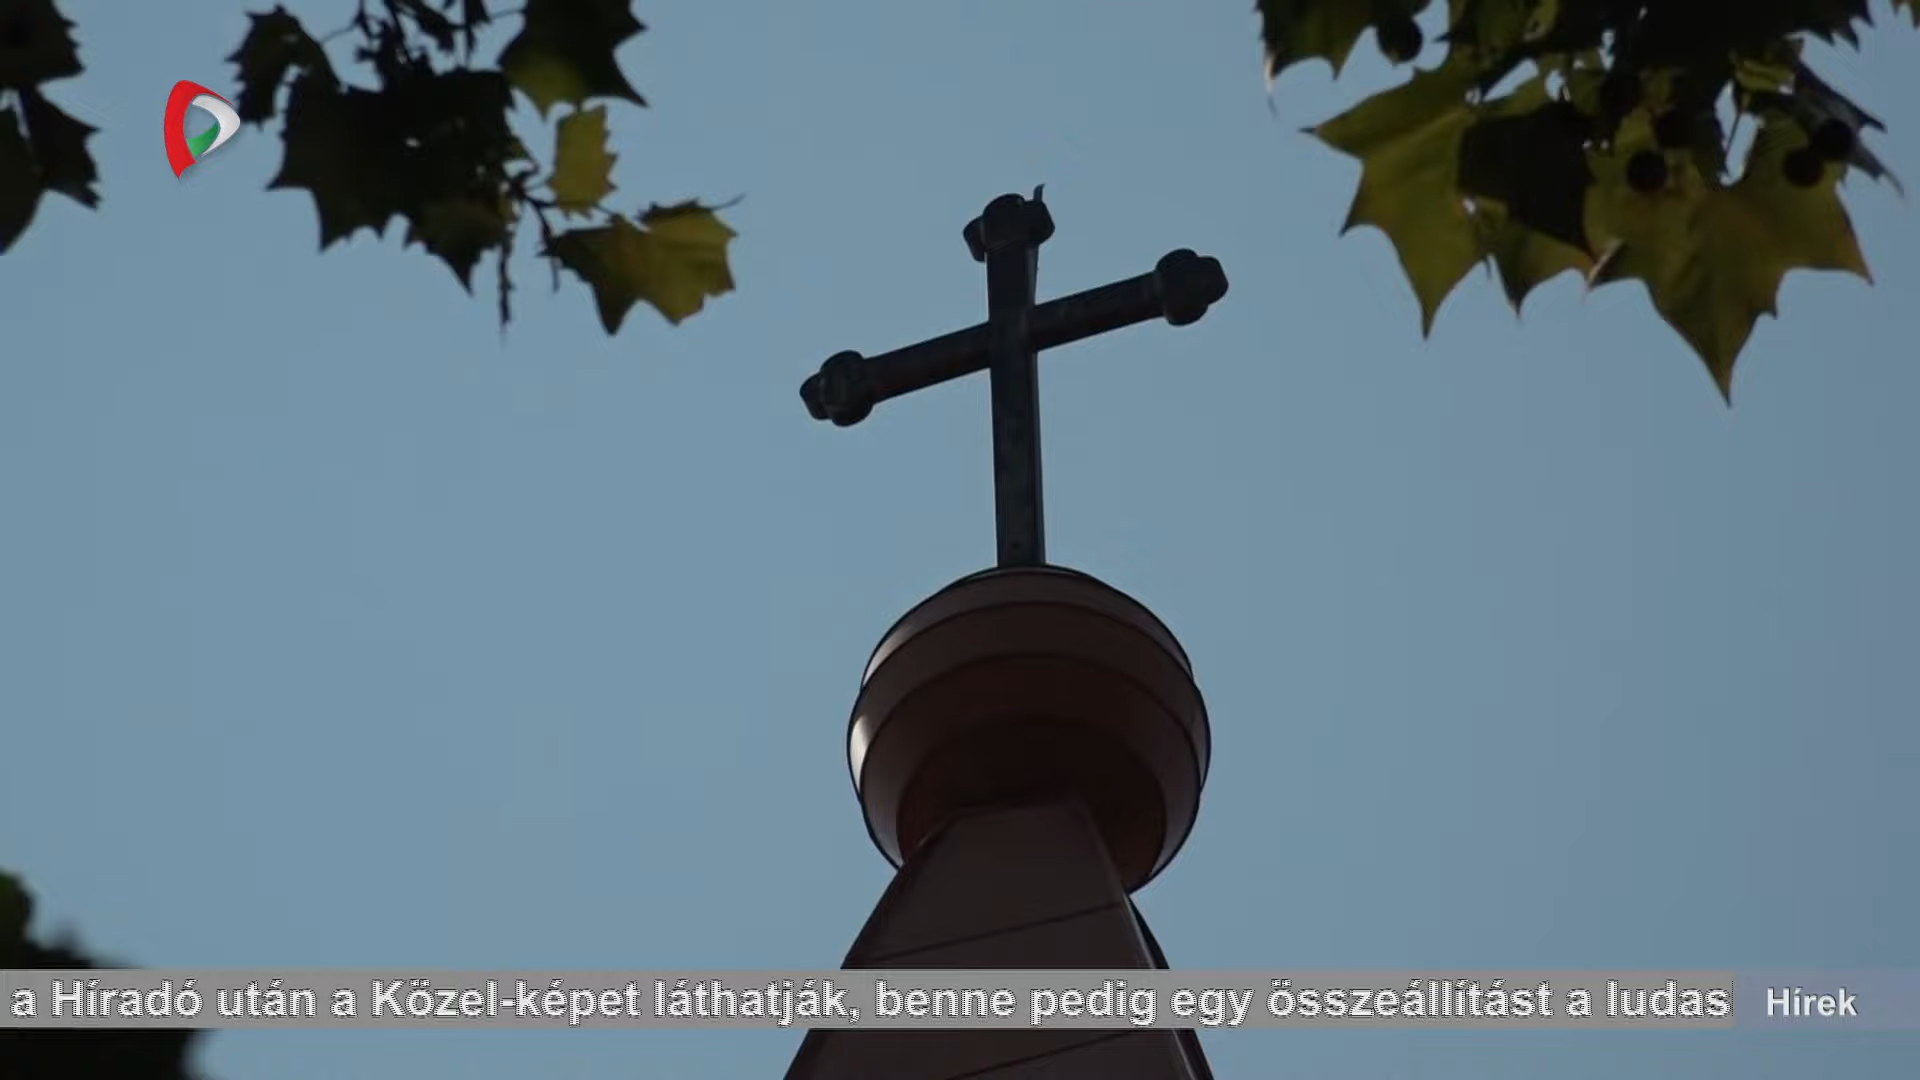 a Híradó után a Közel-képet láthatják, benne pedig egy összeállítást a ludas
Hírek